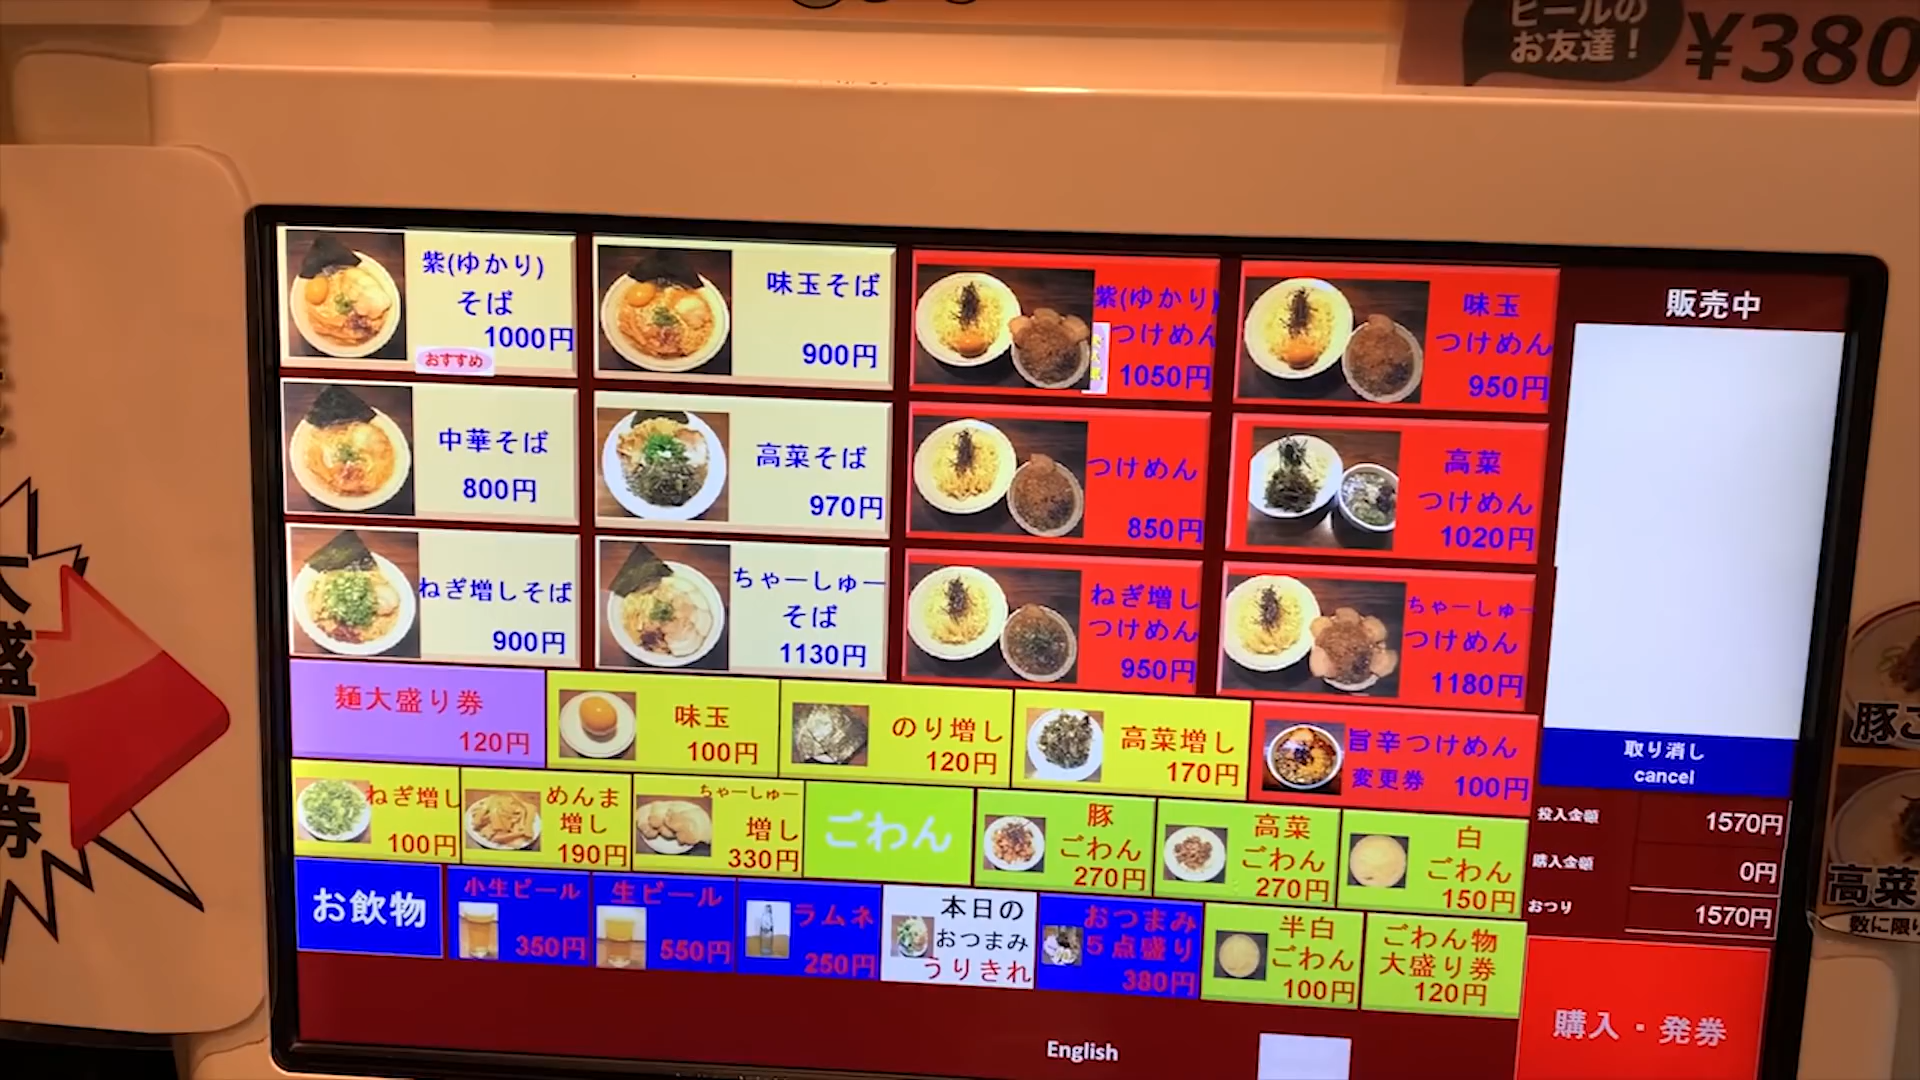 ビールの
お友達！
¥380
紫(ゆかり)
そば
1000円
おすすめ
味玉そば
900円
紫(ゆかり)
つけめん
1050円
味玉
つけめん
950円
販売中
中華そば
800円
高菜そば
970円
つけめん
850円
高菜
つけめん
1020円
ねぎ増しそば
900円
ちゃーしゅー
そば
1130円
ねぎ増し
つけめん
950円
ちゃーしゅー
つけめん
1180円
麺大盛り券
120円
味玉
100円
のり増し
120円
高菜増し
170円
旨辛つけめん
変更券 100円
取り消し
cancel
ねぎ増し
100円
めんま
増し
190円
ちゃーしゅー
増し
330円
ごわん
豚
ごわん
270円
高菜
ごわん
270円
白
ごわん
150円
投入金額 1570円
購入金額 0円
おつり 1570円
お飲物
小生ビール
350円
生ビール
550円
ラムネ
250円
本日の
おつまみ
うりきれ
おつまみ
5点盛り
380円
半白
ごわん
100円
ごわん物
大盛り券
120円
購入・発券
English
大盛り券
豚ご
高菜
数に限り